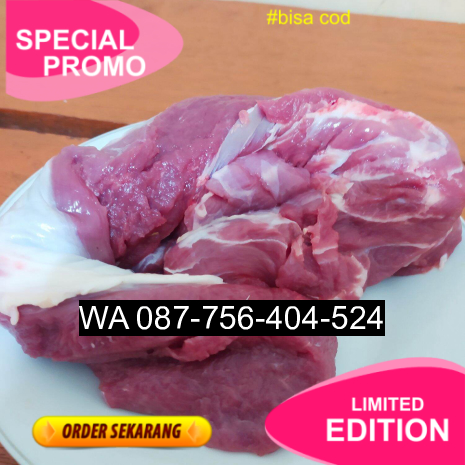 #bisa cod
SPECIAL
PROMO
WA 087-756-404-524
ORDER SEKARANG
LIMITED
EDITION